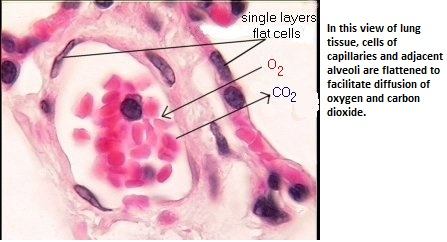 single layers
flat cells
O2
CO2
In this view of lung
tissue, cells of
capillaries and adjacent
alveoli are flattened to
facilitate diffusion of
oxygen and carbon
dioxide.